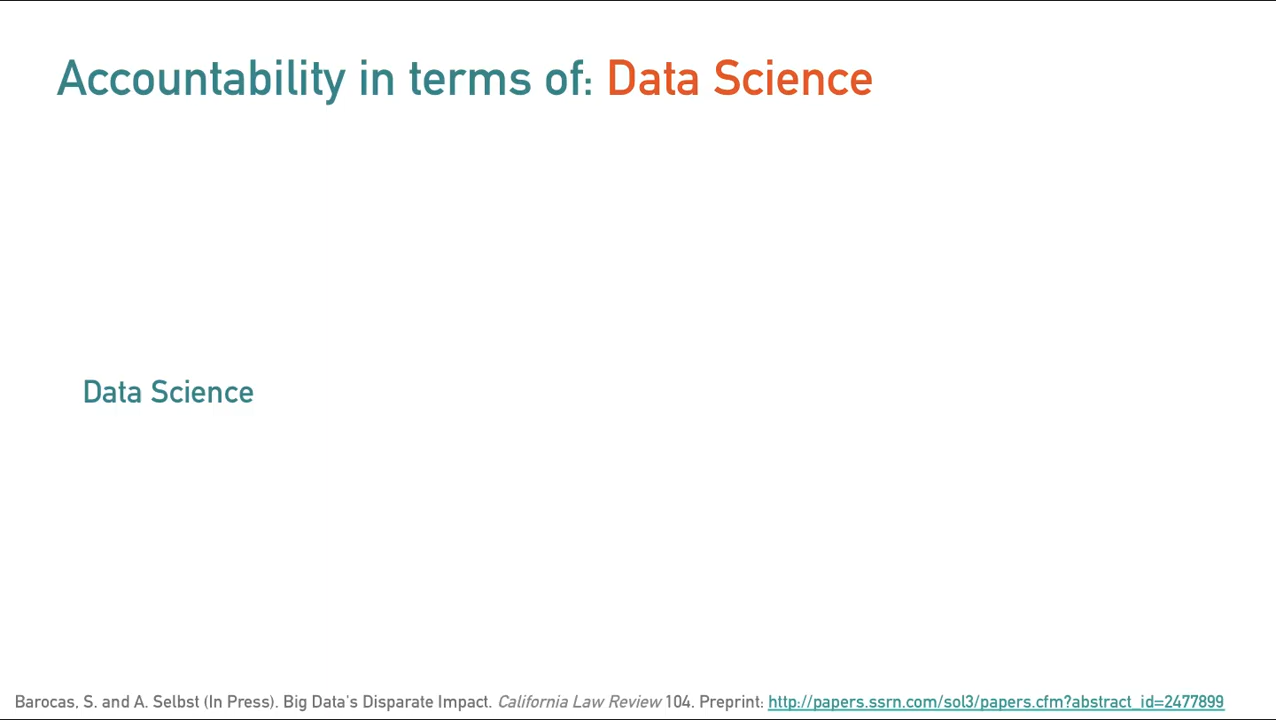 Accountability in terms of: Data Science
Data Science
Barocas, S. and A. Selbst (In Press). Big Data's Disparate Impact. California Law Review 104. Preprint: http://papers.ssrn.com/sol3/papers.cfm?abstract_id=2477899